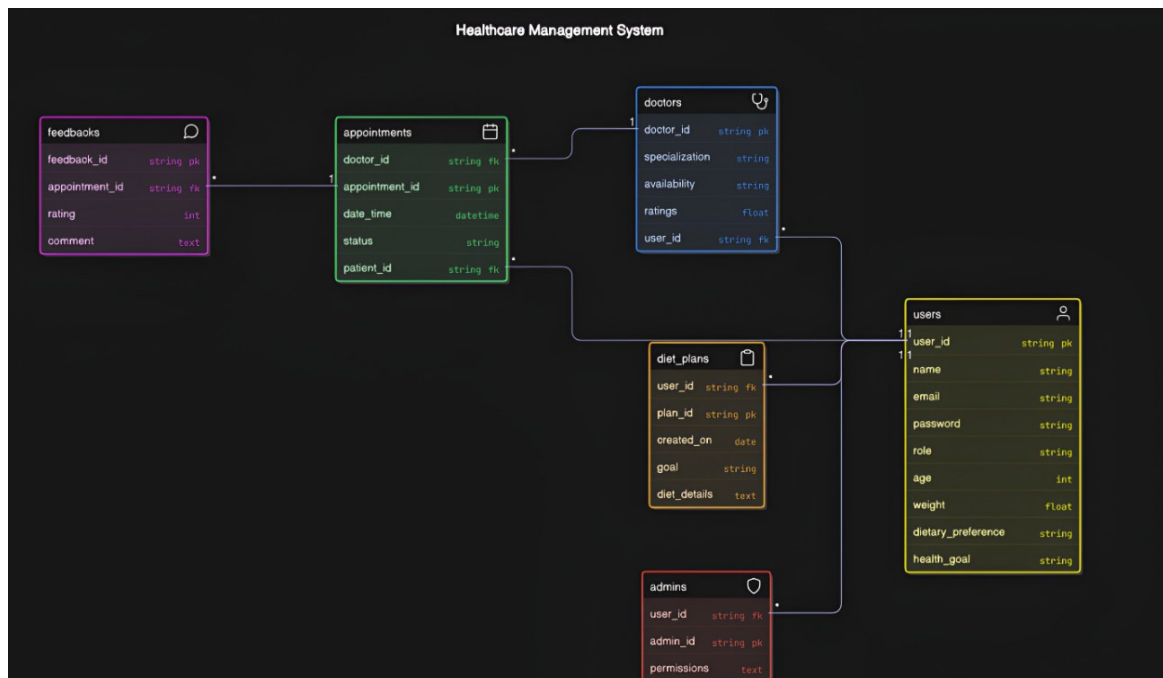 Healthcare Management System
feedbaoks
feedback_id string pk
appointment_id string fk
rating int
comment text
* 1
appointments
doctor_id string fk
appointment_id string pk
date_time datetime
status string
patient_id string fk
* 1
*
doctors
doctor_id string pk
specialization string
availability string
ratings float
user_id string fk
*
diet_plans
user_id string fk
plan_id string pk
created_on date
goal string
diet_details text
*
admins
user_id string fk
admin_id string pk
permissions text
*
1 1
1 1
users
user_id string pk
name string
email string
password string
role string
age int
weight float
dietary_preference string
health_goal string